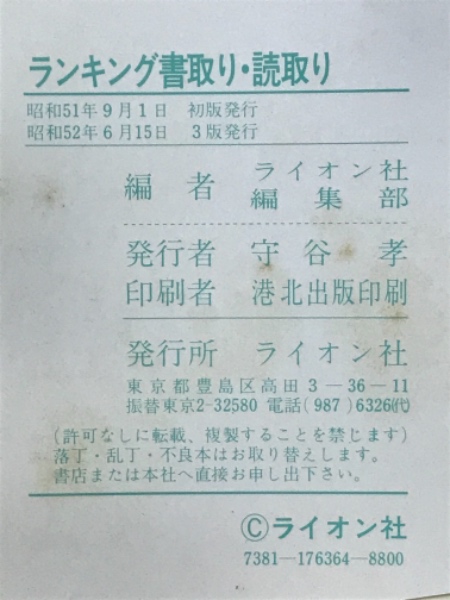 ランキング書取り・読取り
昭和51年9月1日 初版発行
昭和52年6月15日 3版発行
編者 ライオン社
編集部
発行者 守谷 孝
印刷者 港北出版印刷
発行所 ライオン社
東京都豊島区高田3―36―11
振替東京2-32580 電話(987)6326㈹
(許可なしに転載、複製することを禁じます)
落丁・乱丁・不良本はお取り替えします。
書店または本社へ直接お申し出下さい。
Ⓒライオン社
7381―176364―8800